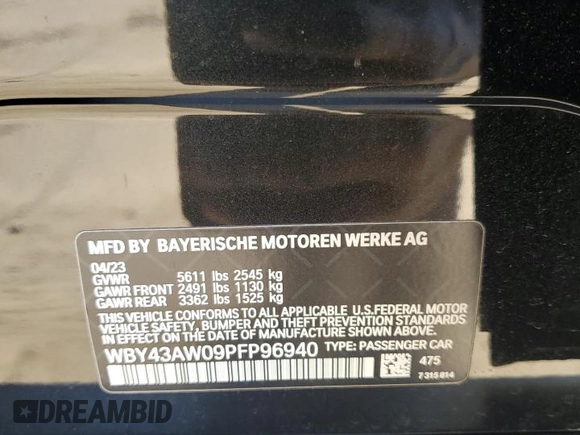 MFD BY BAYERISCHE MOTOREN WERKE AG
04/23
GVWR 5611 lbs 2545 kg
GAWR FRONT 2491 lbs 1130 kg
GAWR REAR 3362 lbs 1525 kg
THIS VEHICLE CONFORMS TO ALL APPLICABLE U.S.FEDERAL MOTOR
VEHICLE SAFETY, BUMPER, AND THEFT PREVENTION STANDARDS
IN EFFECT ON THE DATE OF MANUFACTURE SHOWN ABOVE.
WBY43AW09PFP96940 TYPE: PASSENGER CAR
475
7315814
DREAMBID